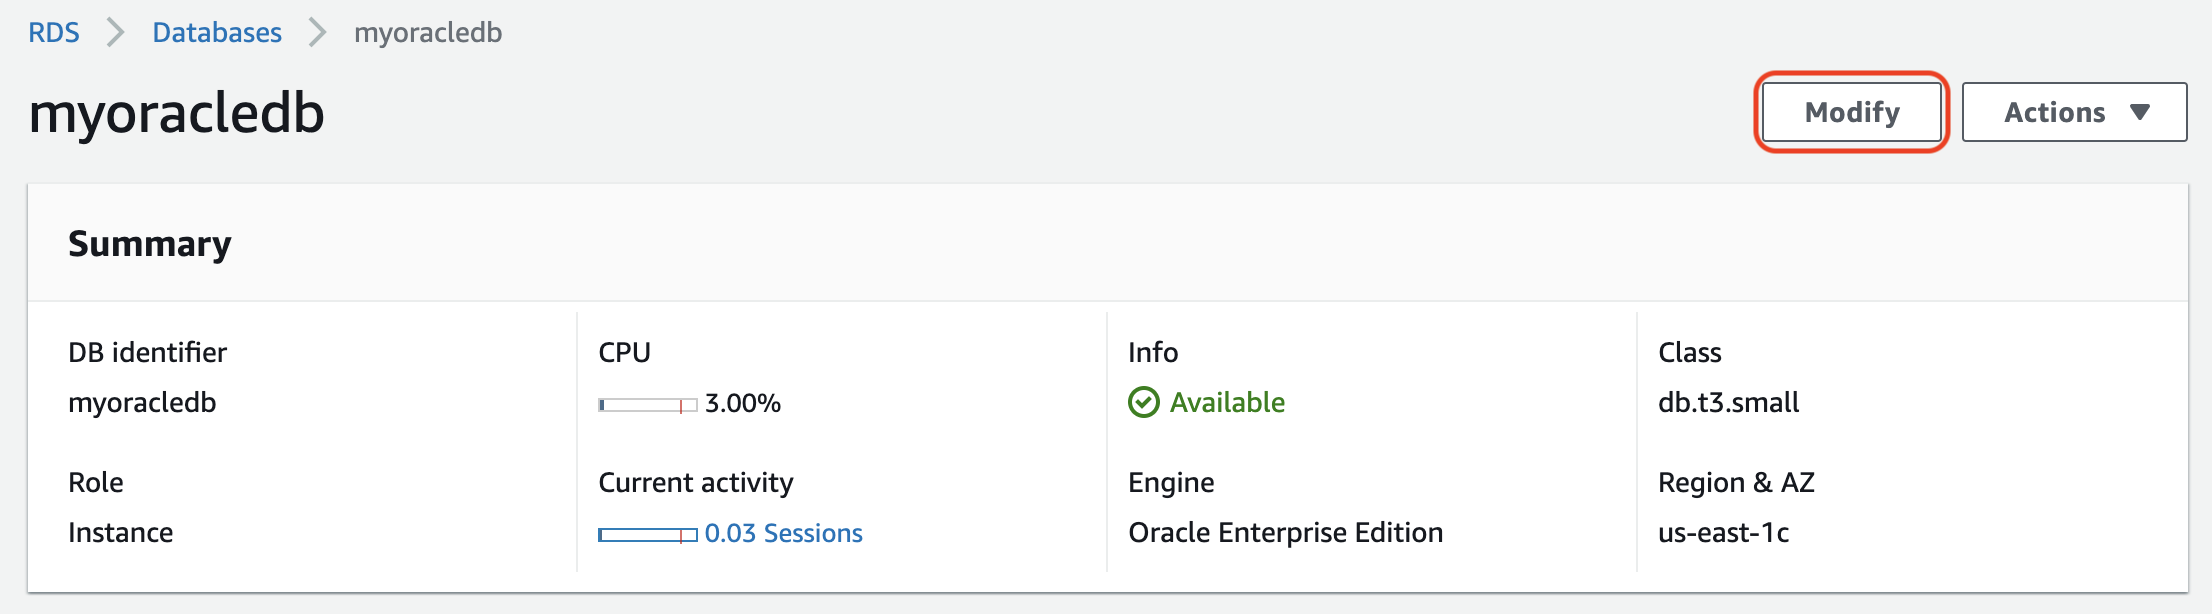 RDS > Databases > myoracledb
myoracledb
Modify
Actions
Summary
DB identifier
myoracledb
CPU
3.00%
Info
Available
Class
db.t3.small
Role
Instance
Current activity
0.03 Sessions
Engine
Oracle Enterprise Edition
Region & AZ
us-east-1c